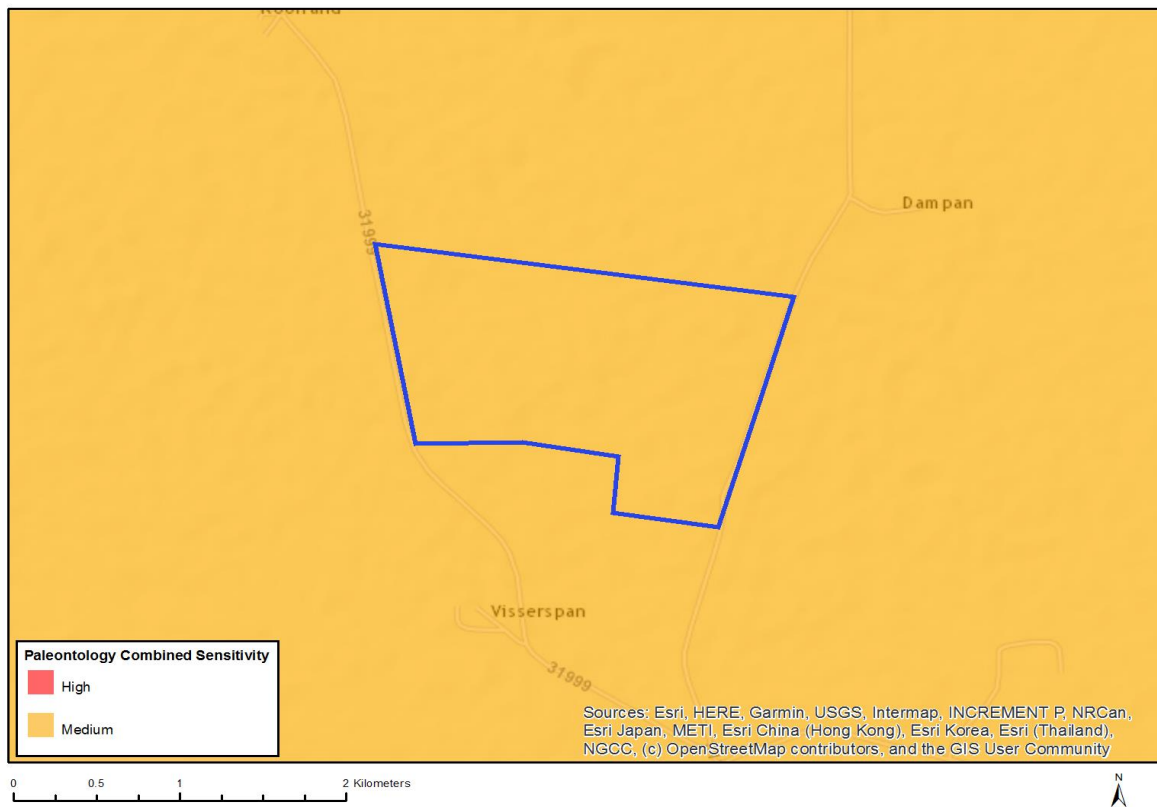 31999
Dampan
Visserspan
31999
Paleontology Combined Sensitivity
High
Medium
Sources: Esri, HERE, Garmin, USGS, Intermap, INCREMENT P, NRCan,
Esri Japan, METI, Esri China (Hong Kong), Esri Korea, Esri (Thailand),
NGCC, (c) OpenStreetMap contributors, and the GIS User Community
0 0.5 1 2 Kilometers
N